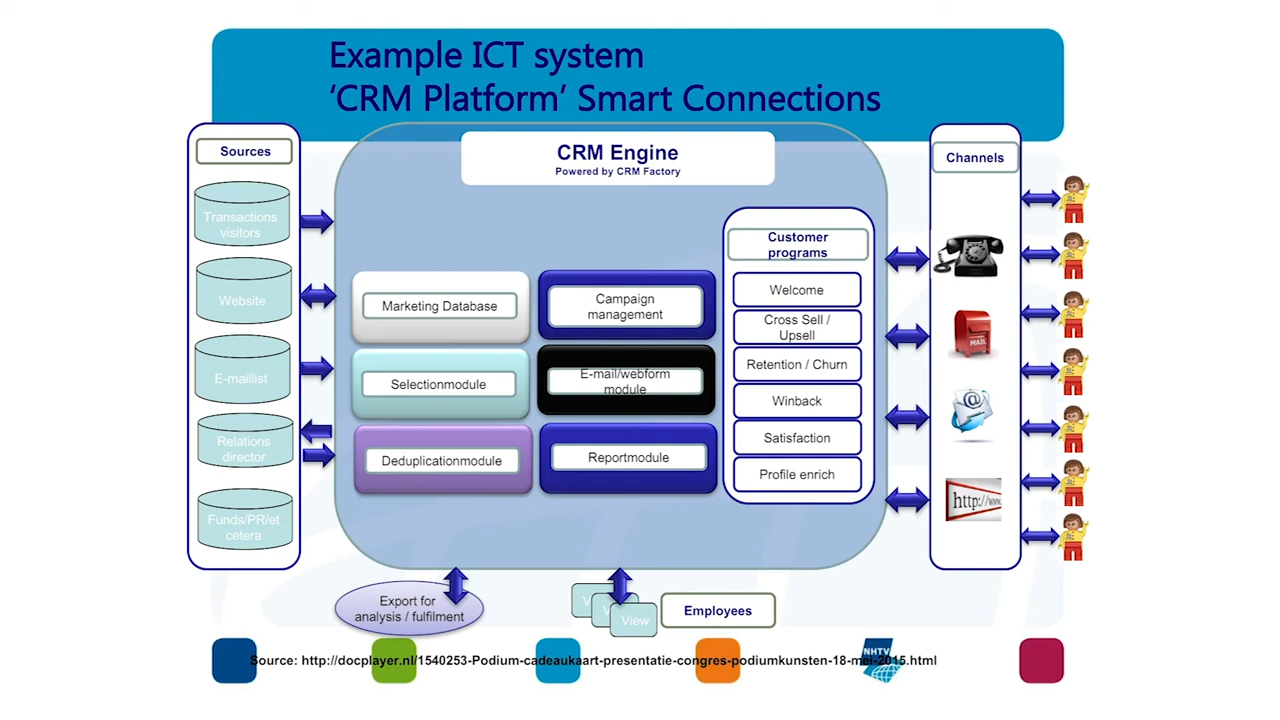 Example ICT system
‘CRM Platform’ Smart Connections
Sources
Transactions
visitors
Website
E-maillist
Relations
director
Funds/PR/et
cetera
CRM Engine
Powered by CRM Factory
Marketing Database
Campaign
management
Selectionmodule
E-mail/webform
module
Deduplicationmodule
Reportmodule
Customer
programs
Welcome
Cross Sell /
Upsell
Retention / Churn
Winback
Satisfaction
Profile enrich
Channels
MAIL
@
http://www
Export for
analysis / fulfilment
V
V
View
Employees
NHTV
Source: http://docplayer.nl/1540253-Podium-cadeaukaart-presentatie-congres-podiumkunsten-18-mei-2015.html